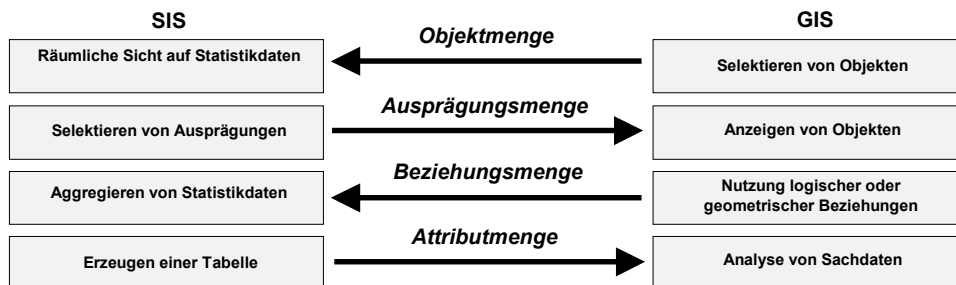 SIS
GIS
Objektmenge
Räumliche Sicht auf Statistikdaten
Selektieren von Objekten
Ausprägungsmenge
Selektieren von Ausprägungen
Anzeigen von Objekten
Beziehungsmenge
Aggregieren von Statistikdaten
Nutzung logischer oder
geometrischer Beziehungen
Attributmenge
Erzeugen einer Tabelle
Analyse von Sachdaten